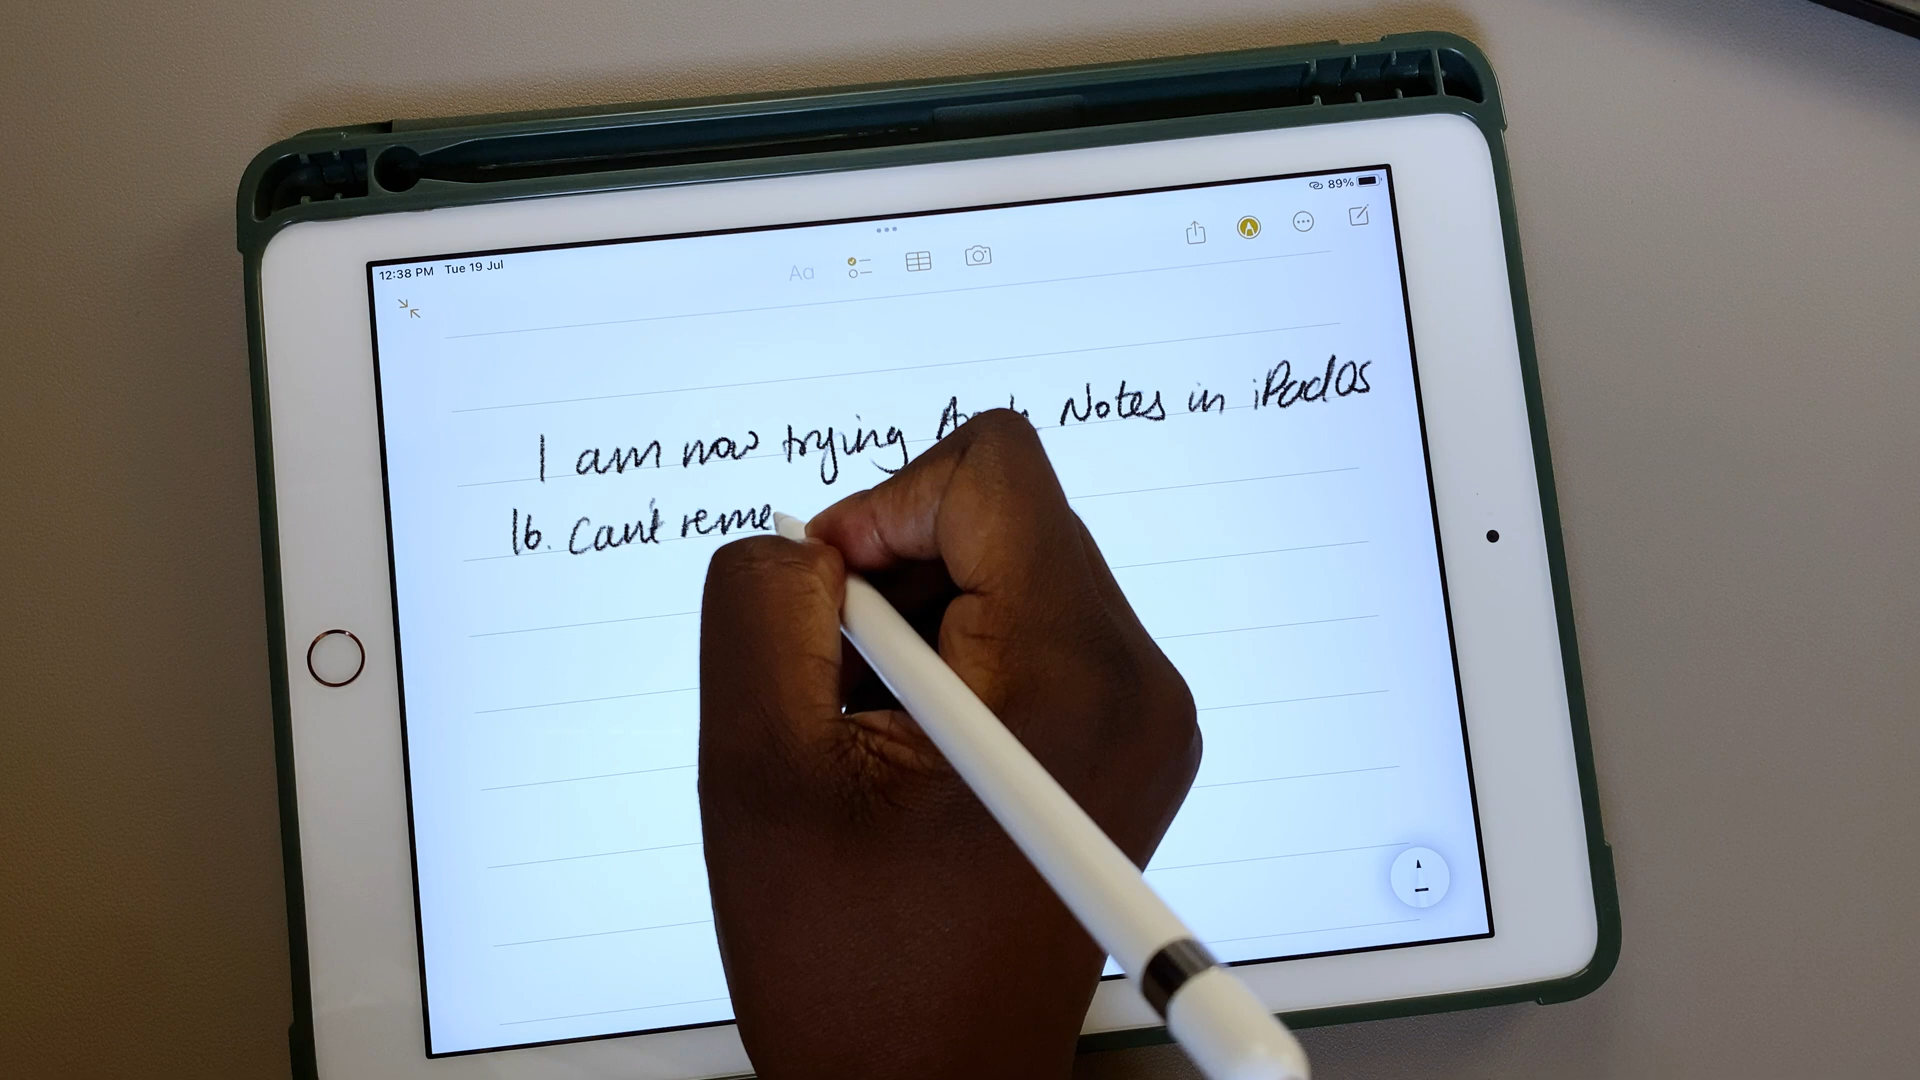 12:38 PM Tue 19 Jul
89%
Aa
I am now trying Notes in iPadOS
16. Can't reme